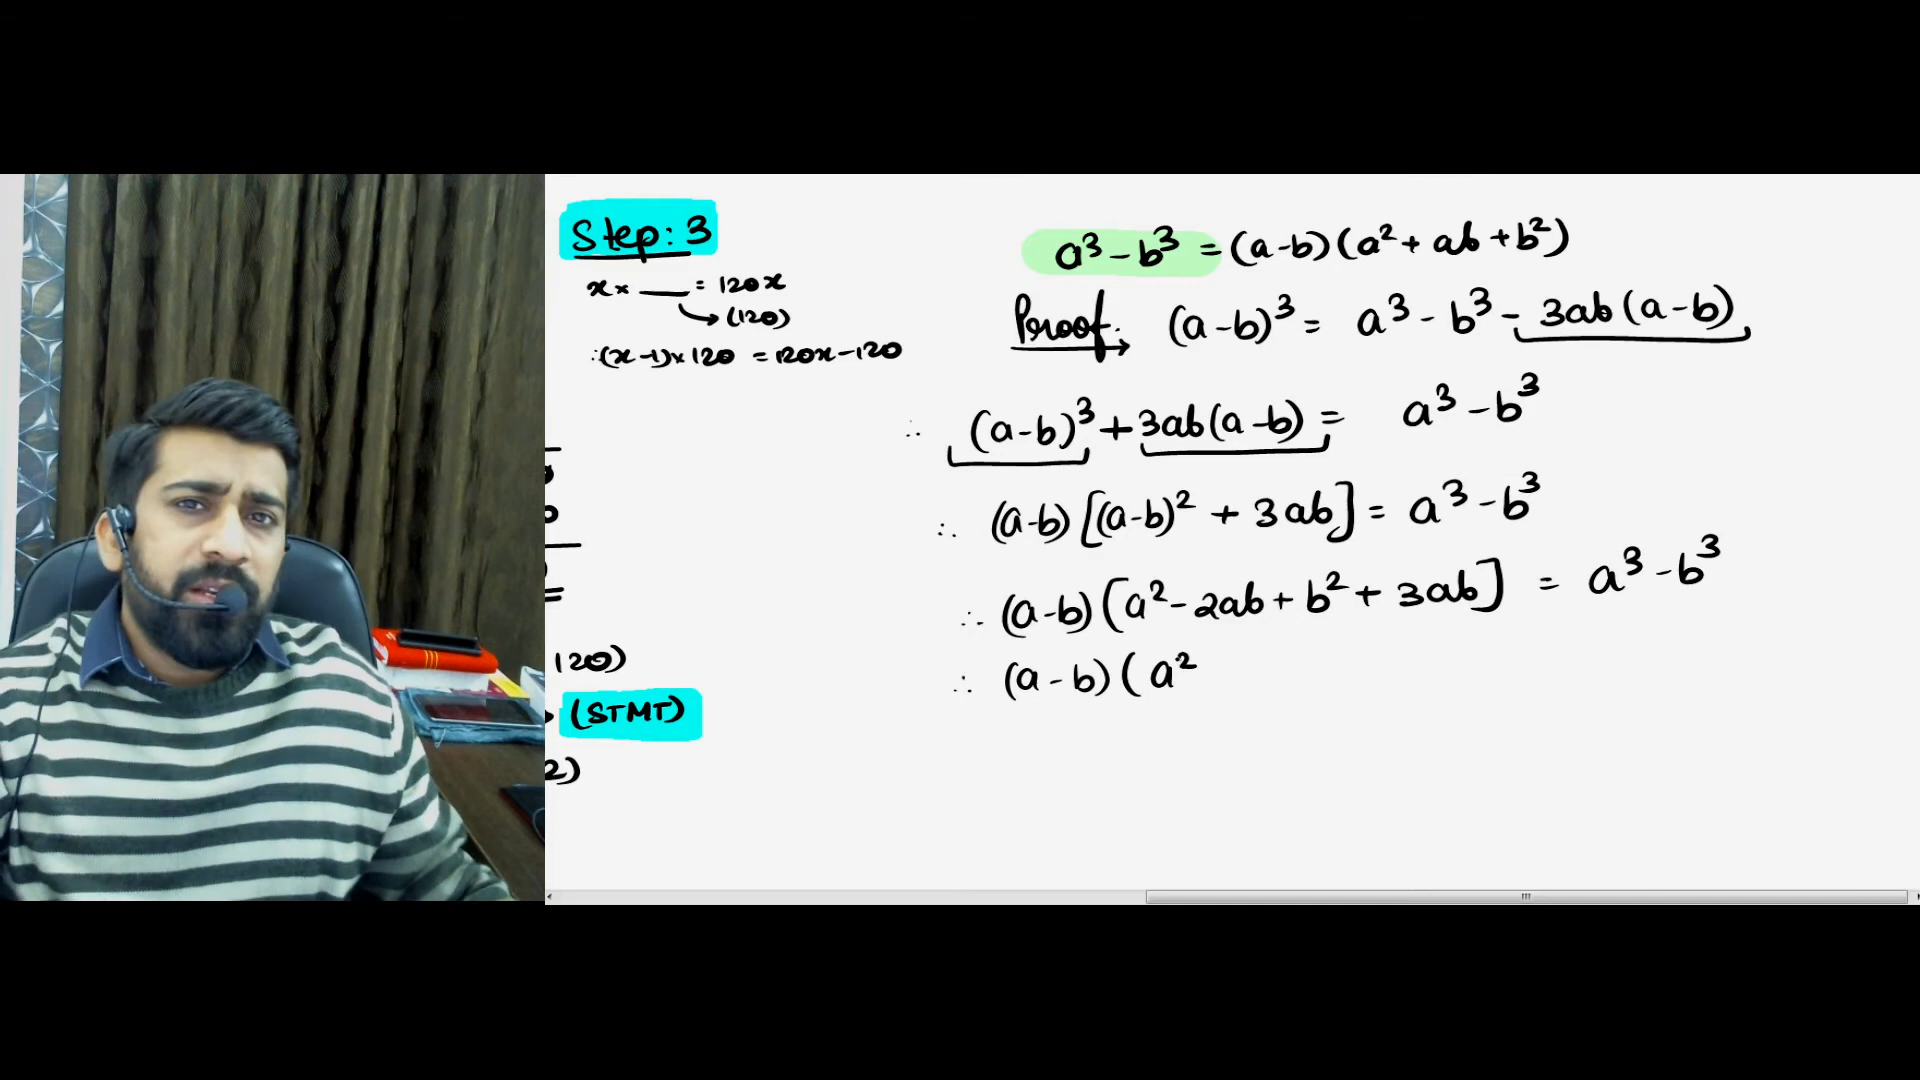 Step: 3
x × ___ = 120x
→ (120)
∴ (x-1) × 120 = 120x - 120
120)
(STMT)
2)
a³ - b³ = (a-b)(a² + ab + b²)
Proof: (a-b)³ = a³ - b³ - 3ab(a-b)
∴ (a-b)³ + 3ab(a-b) = a³ - b³
∴ (a-b)[(a-b)² + 3ab] = a³ - b³
∴ (a-b)[a² - 2ab + b² + 3ab] = a³ - b³
∴ (a-b)(a²